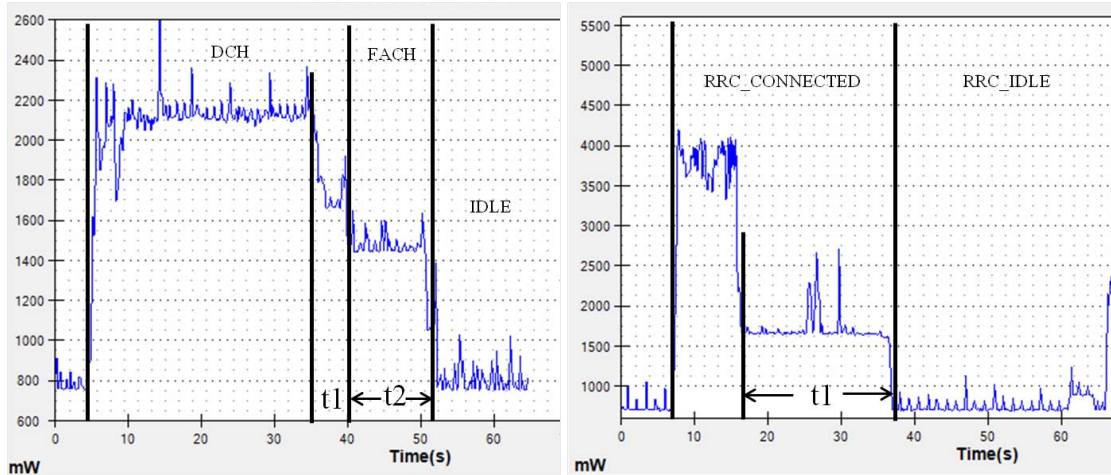 2600
2400
2200
2000
1800
1600
1400
1200
1000
800
600
DCH
FACH
IDLE
t1
t2
0 10 20 30 40 50 60
Time(s)
mW
5500
5000
4500
4000
3500
3000
2500
2000
1500
1000
RRC_CONNECTED
RRC_IDLE
t1
0 10 20 30 40 50 60
Time(s)
mW